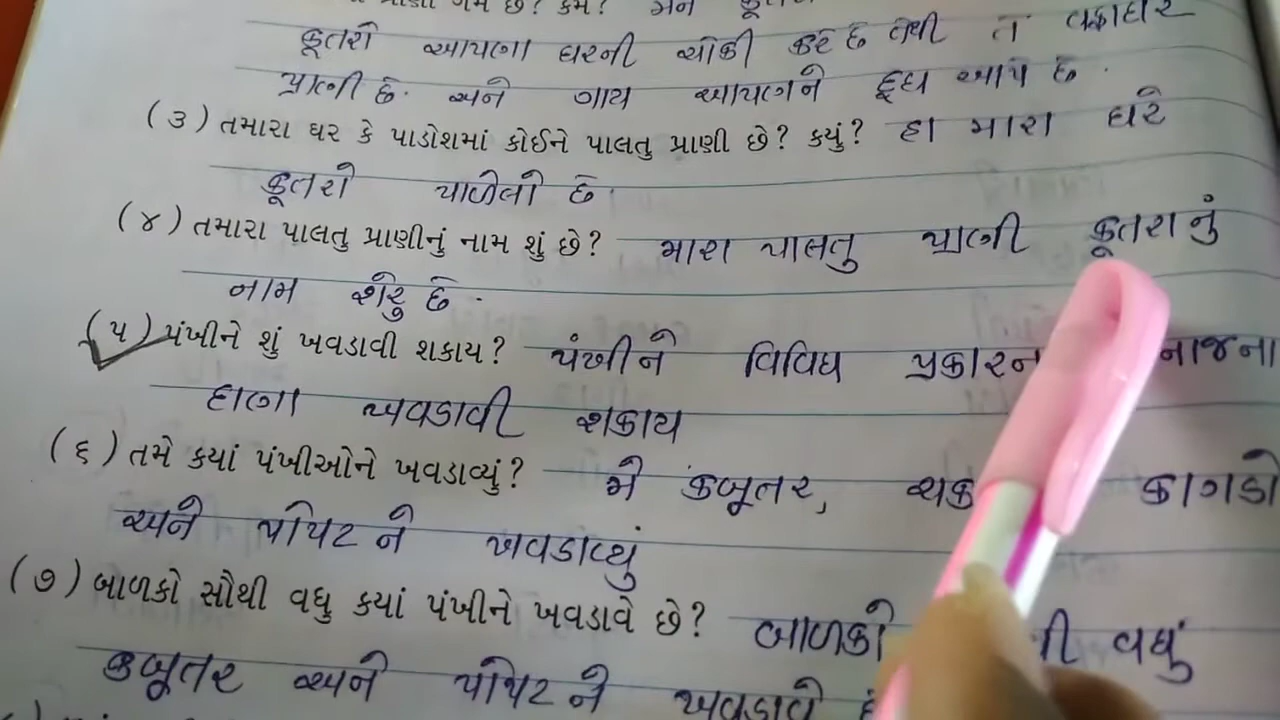 કૂતરો આપણા ઘરની ચોકી કરે છે તેથી તે વફાદાર
પ્રાણી છે. અને ગાય આપણને દૂધ આપે છે.
(૩) તમારા ઘર કે પાડોશમાં કોઈને પાલતુ પ્રાણી છે? કયું? હા મારા ઘરે
કૂતરો પાળેલો છે.
(૪) તમારા પાલતુ પ્રાણીનું નામ શું છે? મારા પાલતુ પ્રાણી કૂતરાનું
નામ શેરુ છે.
(૫) પંખીને શું ખવડાવી શકાય? પંખીને વિવિધ પ્રકારન નાજના
દાણા ખવડાવી શકાય
(૬) તમે કયાં પંખીઓને ખવડાવ્યું? મે કબૂતર, ચક કાગડો
અને પોપટ ને ખવડાવ્યું
(૭) બાળકો સૌથી વધુ કયાં પંખીને ખવડાવે છે? બાળકો વધું
કબૂતર અને પોપટ ને ખવડાવે